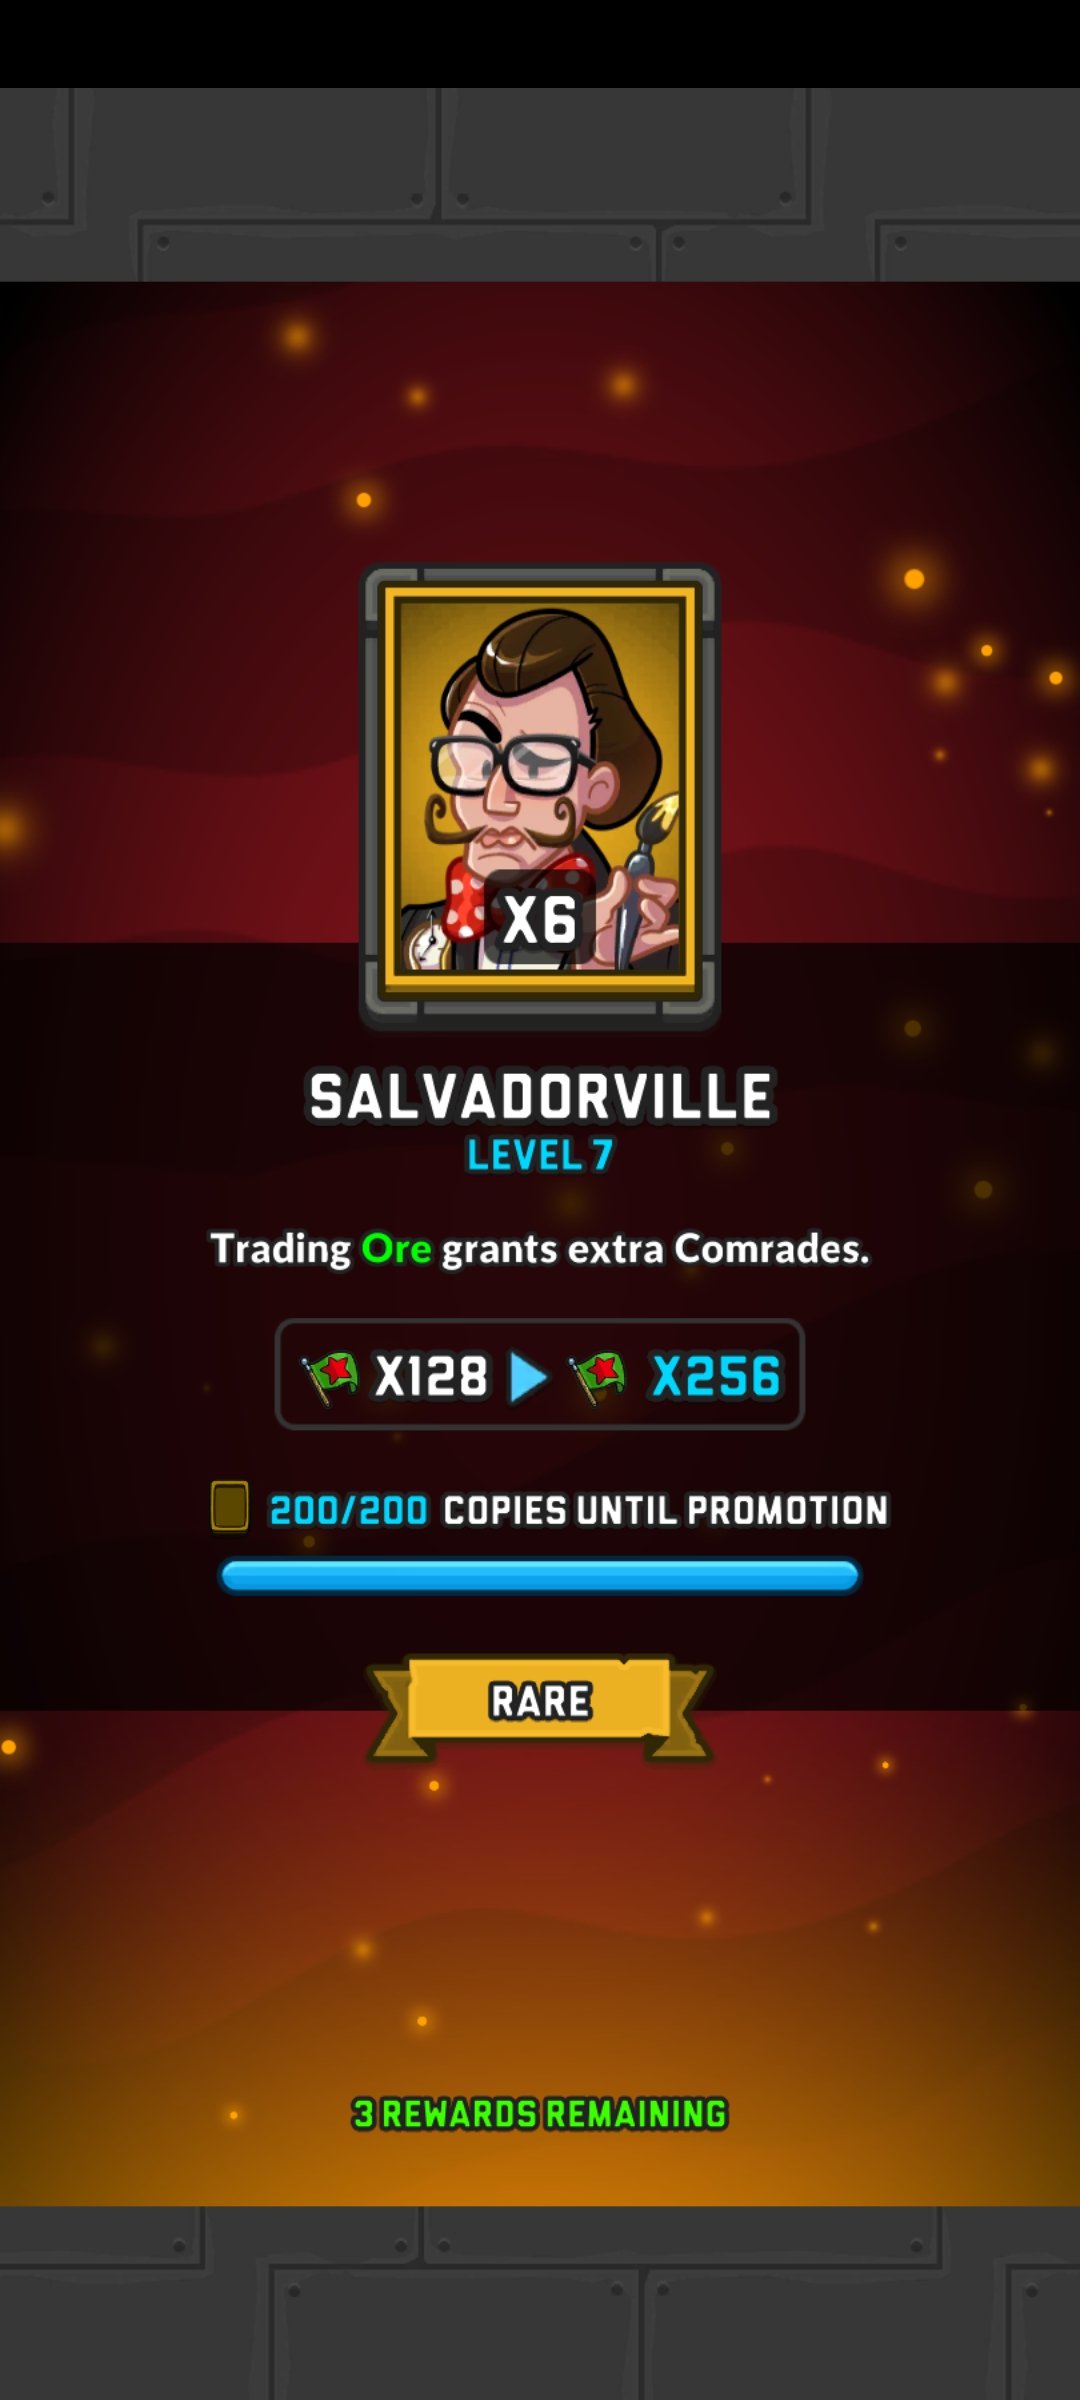 X6
SALVADORVILLE
LEVEL 7
Trading Ore grants extra Comrades.
X128 X256
200/200 COPIES UNTIL PROMOTION
RARE
3 REWARDS REMAINING